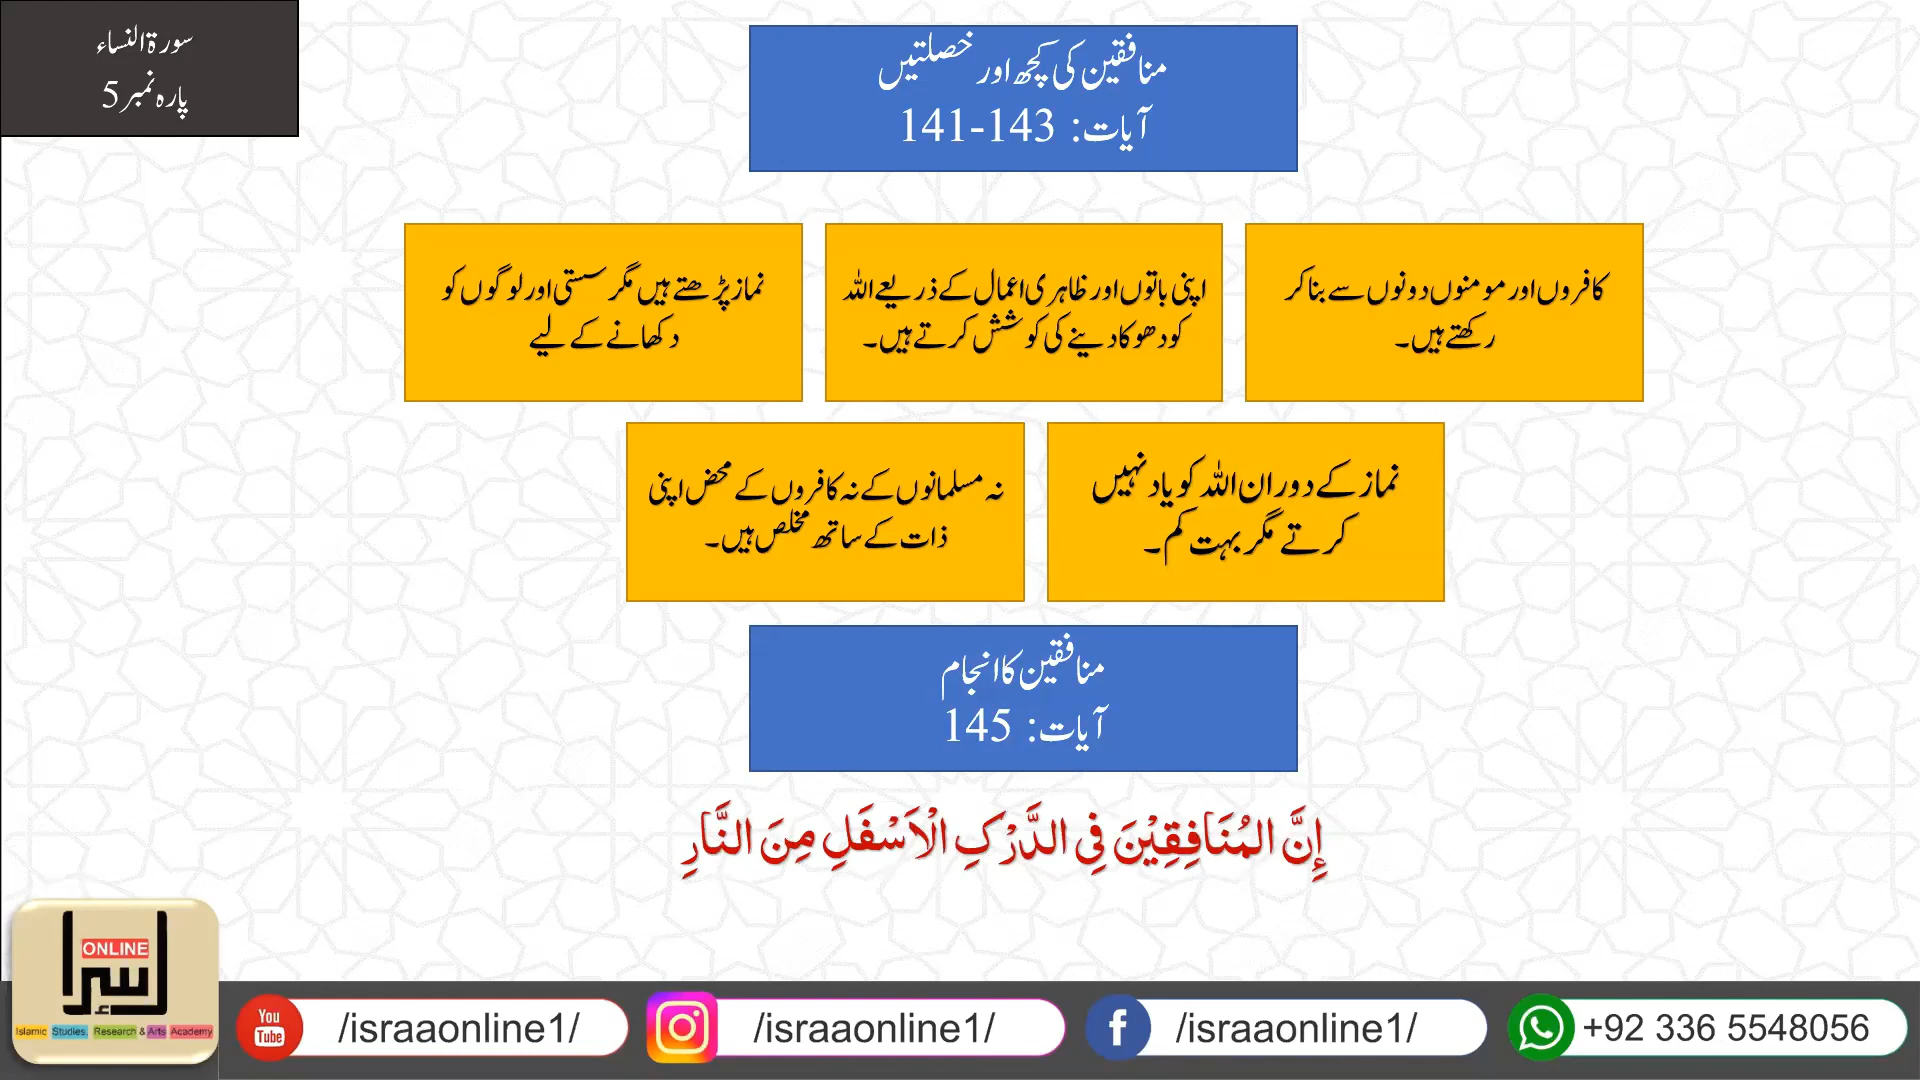 سورۃ النساء
پارہ نمبر 5
منافقین کی کچھ اور خصلتیں
آیات: 143-141
کافروں اور مومنوں دونوں سے بنا کر
رکھتے ہیں۔
اپنی باتوں اور ظاہری اعمال کے ذریعے اللہ
کو دھوکا دینے کی کوشش کرتے ہیں۔
نماز پڑھتے ہیں مگر سستی اور لوگوں کو
دکھانے کے لیے
نماز کے دوران اللہ کو یاد نہیں
کرتے مگر بہت کم۔
نہ مسلمانوں کے نہ کافروں کے محض اپنی
ذات کے ساتھ مخلص ہیں۔
منافقین کا انجام
آیات: 145
إِنَّ الْمُنَافِقِيْنَ فِي الدَّرْكِ الْاَسْفَلِ مِنَ النَّارِ
إسرا
ONLINE
Islamic Studies, Research & Arts Academy
You
Tube
/israaonline1/
/israaonline1/
f
/israaonline1/
+92 336 5548056